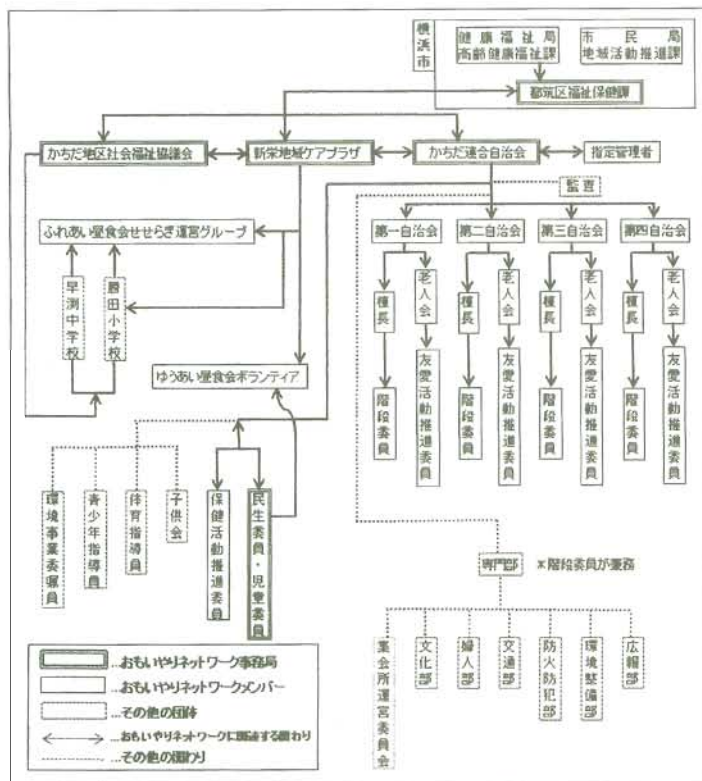 横浜市
健康福祉局
高齢健康福祉課
市民局
地域活動推進課
都筑区福祉保健課
かちだ地区社会福祉協議会
新栄地域ケアプラザ
かちだ連合自治会
指定管理者
監査
ふれあい昼食会せせらぎ運営グループ
第一自治会
第二自治会
第三自治会
第四自治会
早渕中学校
勝田小学校
棟長
老人会
棟長
老人会
棟長
老人会
棟長
老人会
ゆうあい昼食会ボランティア
階段委員
友愛活動推進委員
階段委員
友愛活動推進委員
階段委員
友愛活動推進委員
階段委員
友愛活動推進委員
環境事業委嘱員
青少年指導員
体育指導員
子供会
保健活動推進委員
民生委員・児童委員
専門部
※階段委員が兼務
集会所運営委員会
文化部
婦人部
交通部
防火防犯部
環境整備部
広報部
…おもいやりネットワーク事務局
…おもいやりネットワークメンバー
…その他の団体
…おもいやりネットワークに関連する関わり
…その他の関わり